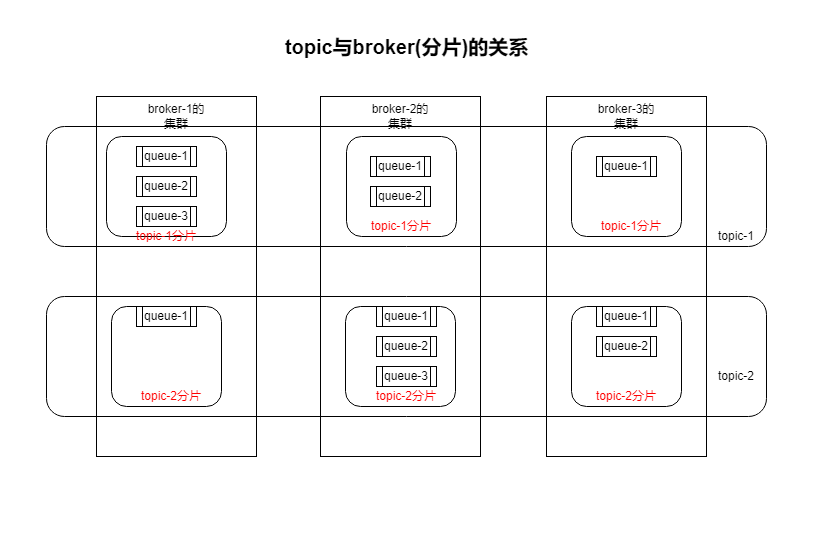 topic与broker(分片)的关系
broker-1的
集群
broker-2的
集群
broker-3的
集群
queue-1
queue-2
queue-3
topic-1分片
queue-1
queue-2
topic-1分片
queue-1
topic-1分片
topic-1
queue-1
topic-2分片
queue-1
queue-2
queue-3
topic-2分片
queue-1
queue-2
topic-2分片
topic-2